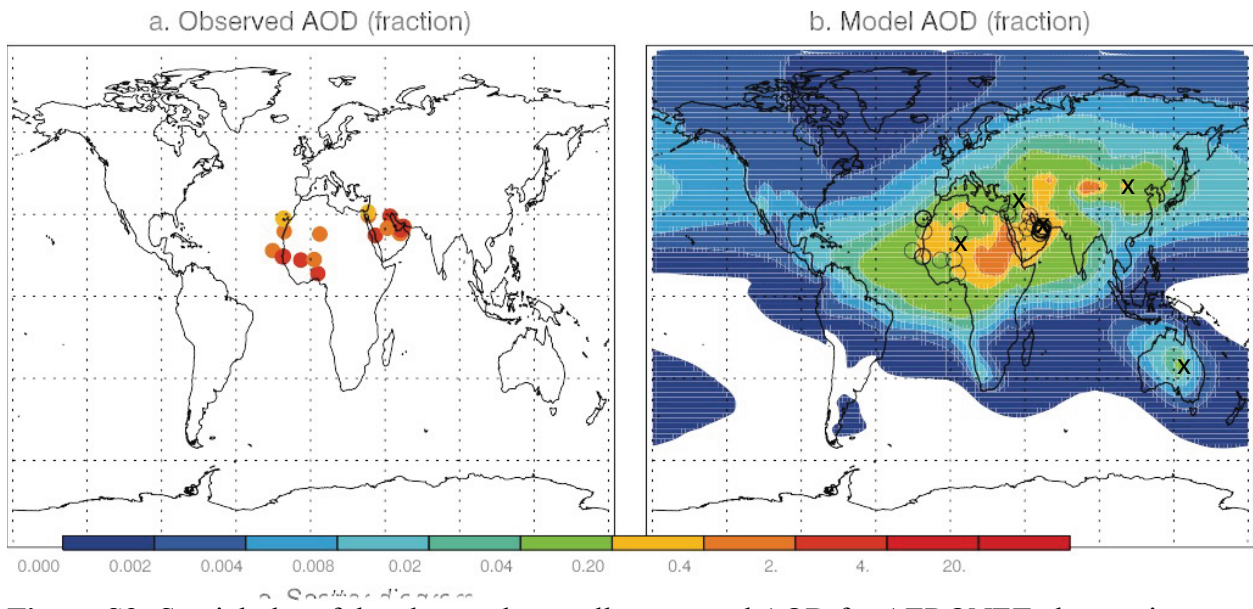 a. Observed AOD (fraction)
b. Model AOD (fraction)
x
x
x
x
x
0.000 0.002 0.004 0.008 0.02 0.04 0.20 0.4 2. 4. 20.